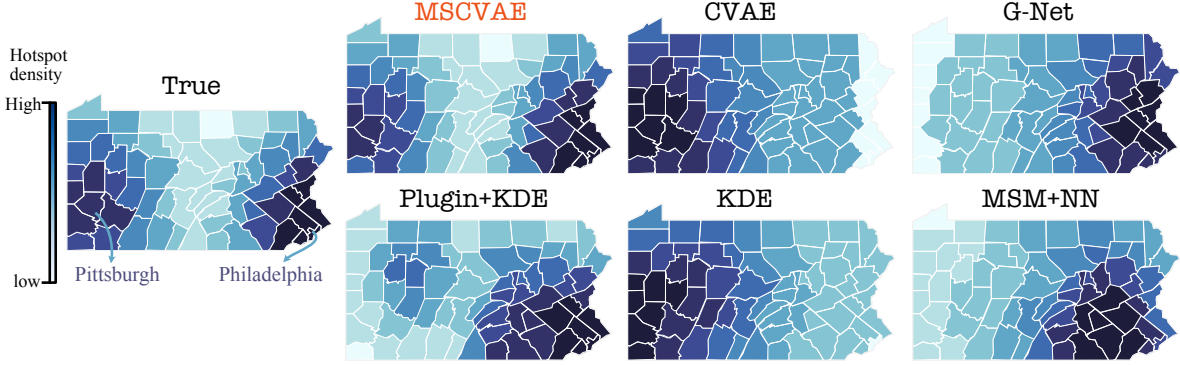 MSCVAE
CVAE
G-Net
Hotspot
density
High
True
low
Pittsburgh
Philadelphia
Plugin+KDE
KDE
MSM+NN